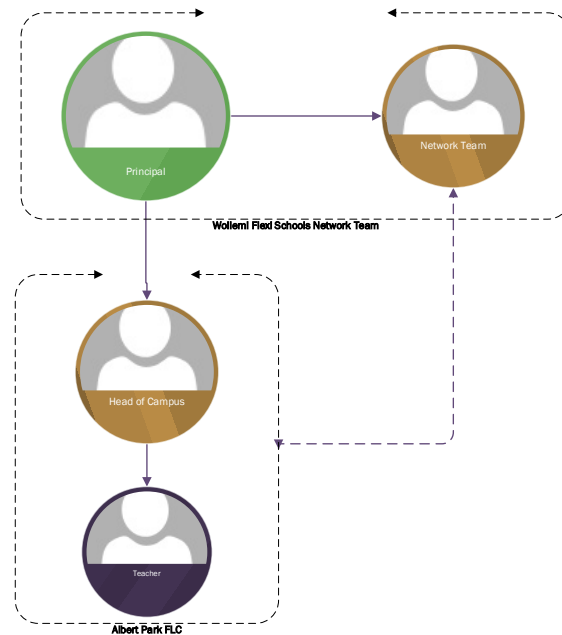 Principal
Network Team
Wollemi Flexi Schools Network Team
Head of Campus
Teacher
Albert Park FLC